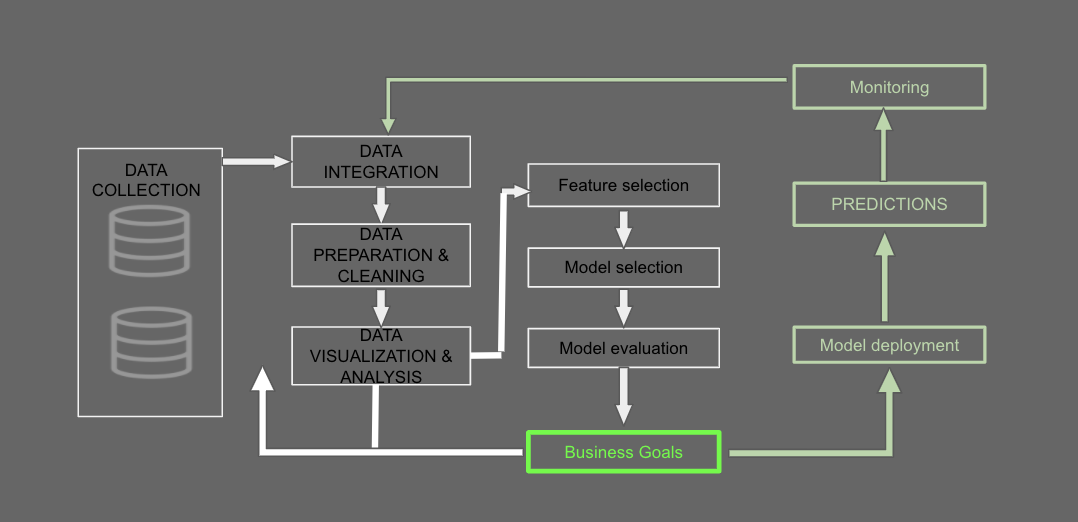 DATA
COLLECTION
DATA
INTEGRATION
DATA
PREPARATION &
CLEANING
DATA
VISUALIZATION &
ANALYSIS
Feature selection
Model selection
Model evaluation
Business Goals
Model deployment
PREDICTIONS
Monitoring